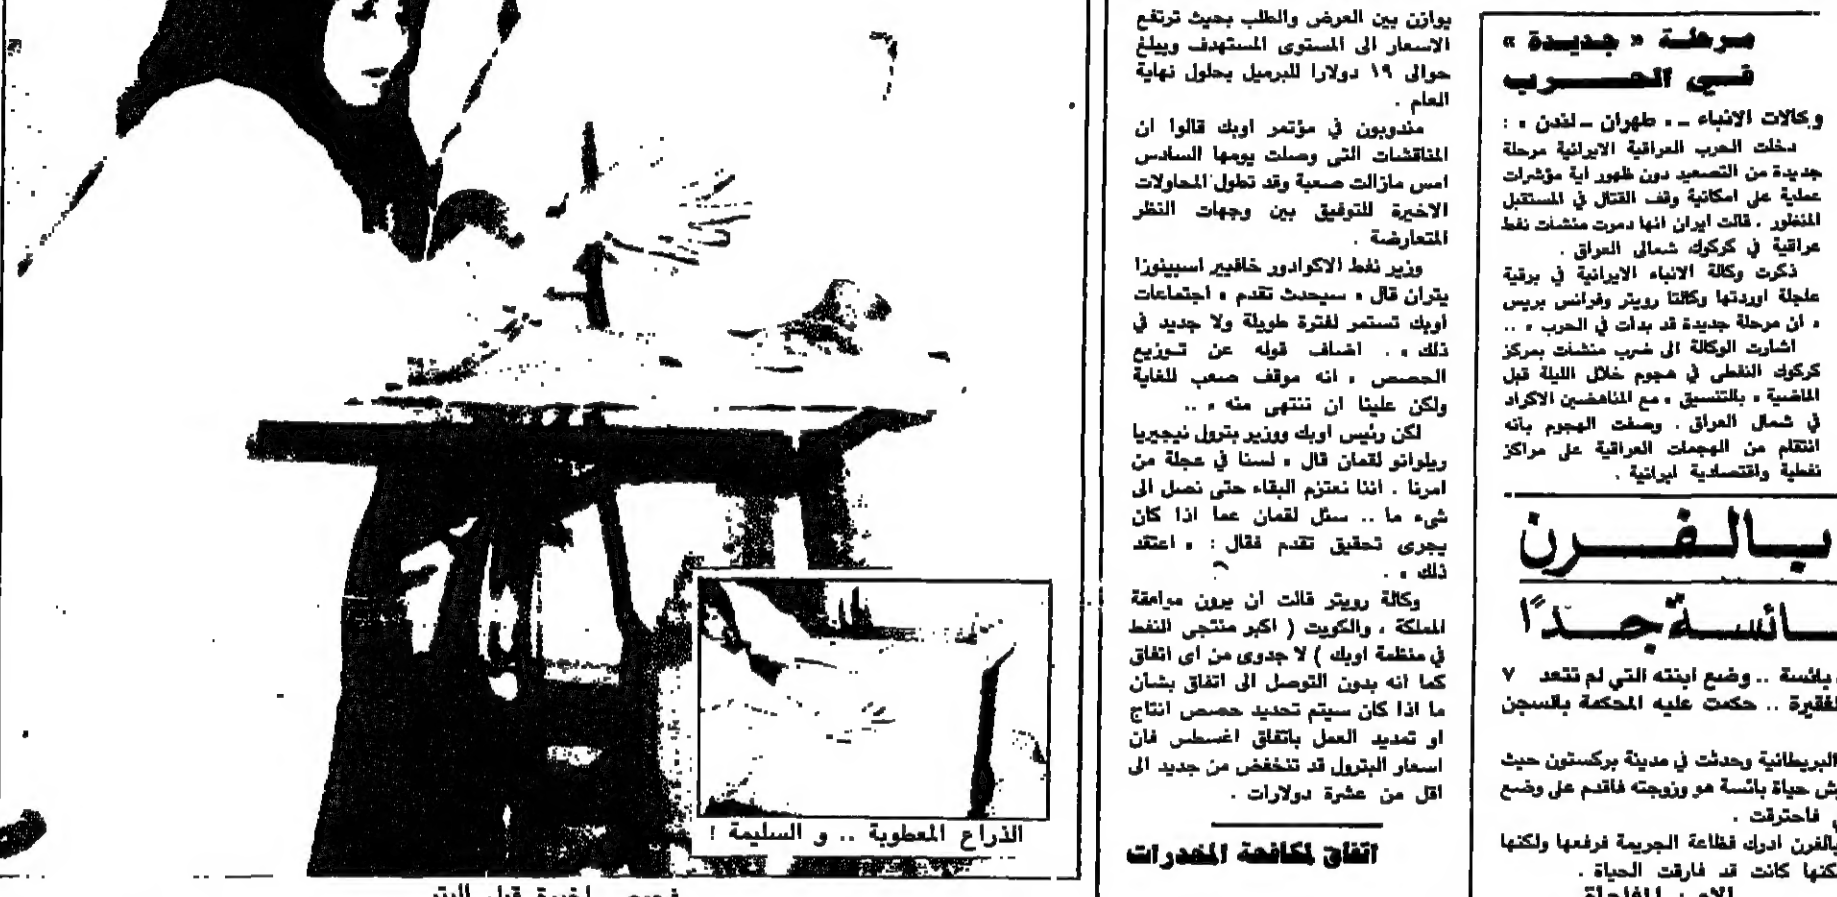 مرحلة « جديدة »
في الحرب
وكالات الانباء ـ « طهران ـ لندن » :
دخلت الحرب العراقية الايرانية مرحلة
جديدة من التصعيد دون ظهور اية مؤشرات
عملية على امكانية وقف القتال في المستقبل
المنظور . قالت ايران انها دمرت منشات نفط
عراقية في كركوك شمالى العراق .
ذكرت وكالة الانباء الايرانية في برقية
عاجلة اوردتها وكالتا رويتر وفرانس بريس
« ان مرحلة جديدة قد بدات في الحرب » ..
اشارت الوكالة الى ضرب منشات بمركز
كركوك النفطى في هجوم خلال الليلة قبل
الماضية « بالتنسيق » مع المناهضين الاكراد
في شمال العراق . وصفت الهجوم بأنه
انتقام من الهجمات العراقية على مراكز
نفطية واقتصادية ايرانية .
بالفرن
بائسة .. وضع ابنته التي لم تتعد ٧
حكمت عليه المحكمة بالسجن
البريطانية وحدثت في مدينة بركستون حيث
حياة بائسة هو وزوجته فاقدم على وضع
فاحترقت .
بالفرن ادرك فظاعة الجريمة فرفعها ولكنها
كانت قد فارقت الحياة .
يوازن بين العرض والطلب بحيث ترتفع
الاسعار الى المستوى المستهدف ويبلغ
حوالى ١٩ دولارا للبرميل بحلول نهاية
العام .
مندوبون في مؤتمر اوبك قالوا ان
المناقشات التى وصلت يومها السادس
امس مازالت صعبة وقد تطول المحاولات
الاخيرة للتوفيق بين وجهات النظر
المتعارضة .
وزير نفط الاكوادور خافيير اسبينوزا
يتران قال « سيحدث تقدم » اجتماعات
أوبك تستمر لفترة طويلة ولا جديد في
ذلك » . اضاف قوله عن توزيع
الحصص « انه موقف صعب للغاية
ولكن علينا ان ننتهى منه » ..
لكن رئيس اوبك ووزير بترول نيجيريا
ريلوانو لقمان قال « لسنا في عجلة من
امرنا . اننا نعتزم البقاء حتى نصل الى
شيء ما .. سئل لقمان عما اذا كان
يجرى تحقيق تقدم فقال : « اعتقد
ذلك » .
وكالة رويتر قالت ان بدون موافقة
المملكة ، والكويت ( اكبر منتجى النفط
في منظمة اوبك ) لا جدوى من اى اتفاق
كما انه بدون التوصل الى اتفاق بشأن
ما اذا كان سيتم تحديد حصص انتاج
او تمديد العمل باتفاق اغسطس فان
اسعار البترول قد تنخفض من جديد الى
اقل من عشرة دولارات .
اتفاق لمكافحة المخدرات
الذراع المعطوبة .. و السليمة !